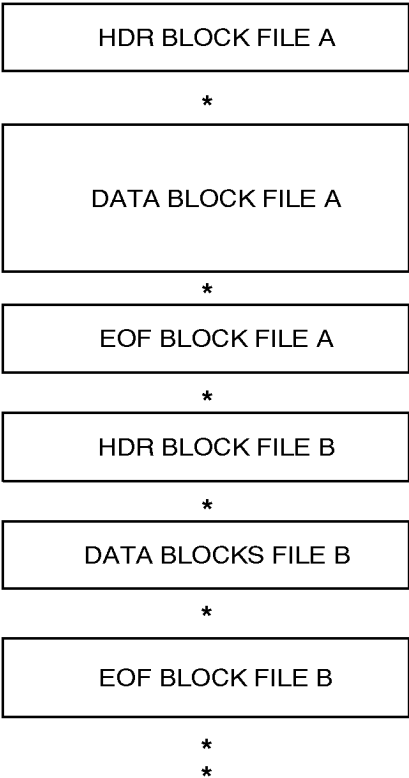 HDR BLOCK FILE A
*
DATA BLOCK FILE A
*
EOF BLOCK FILE A
*
HDR BLOCK FILE B
*
DATA BLOCKS FILE B
*
EOF BLOCK FILE B
*
*